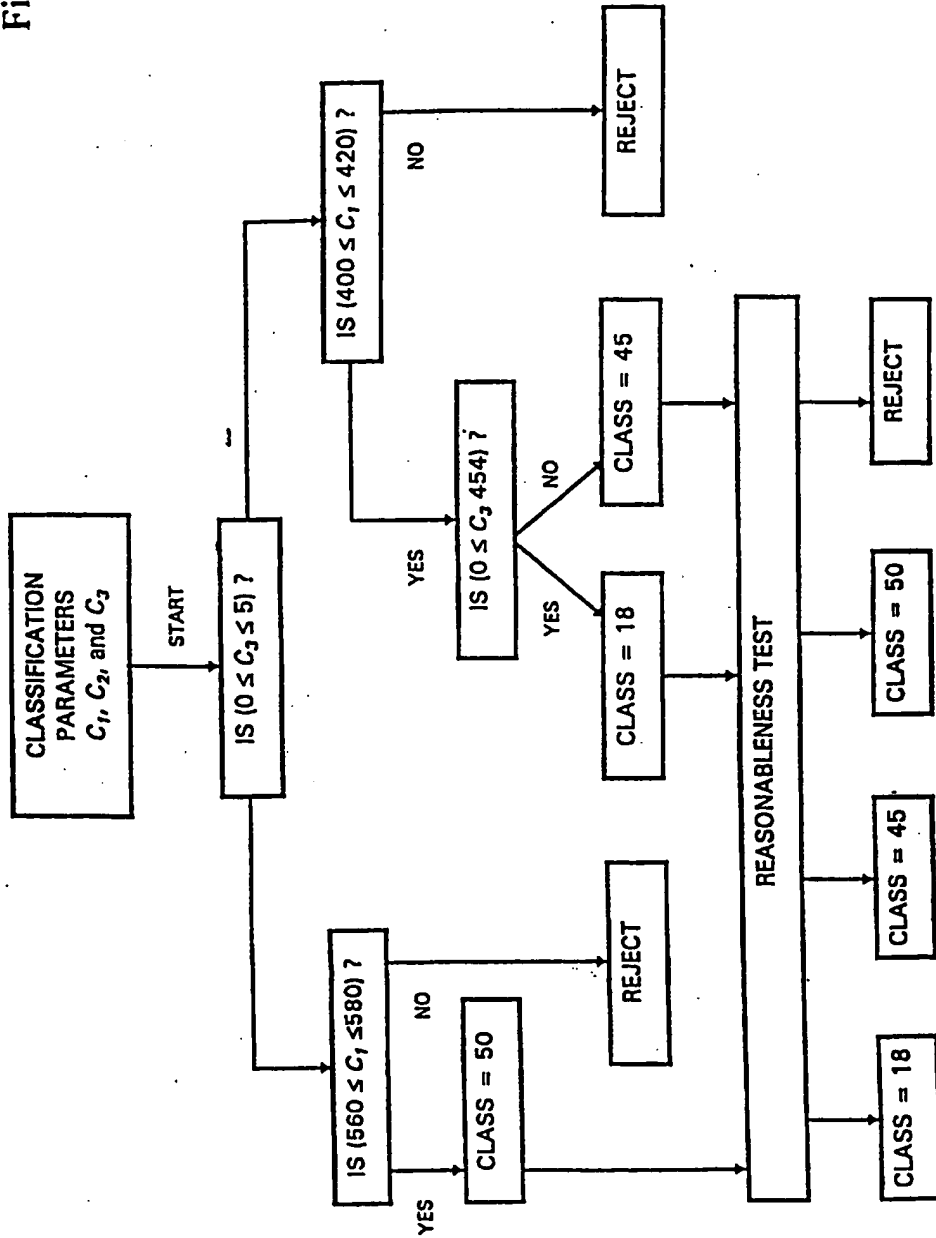 Fi
CLASSIFICATION
PARAMETERS
C₁, C₂, and C₃
START
IS (0 ≤ C₃ ≤ 5) ?
IS (560 ≤ C₁ ≤580) ?
IS (400 ≤ C₁ ≤ 420) ?
YES
NO
YES
NO
CLASS = 50
IS (0 ≤ C₃ 454) ?
YES
NO
REJECT
CLASS = 18
CLASS = 45
REJECT
REASONABLENESS TEST
CLASS = 18
CLASS = 45
CLASS = 50
REJECT